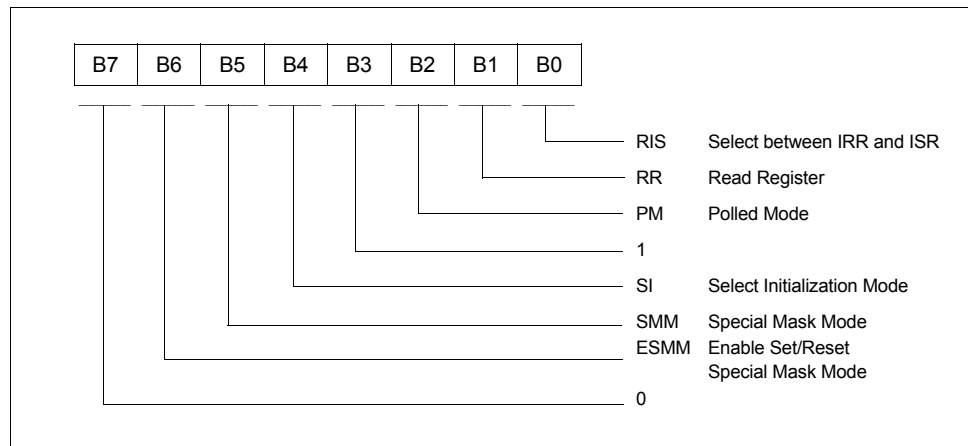 B7 B6 B5 B4 B3 B2 B1 B0
RIS Select between IRR and ISR
RR Read Register
PM Polled Mode
1
SI Select Initialization Mode
SMM Special Mask Mode
ESMM Enable Set/Reset
Special Mask Mode
0